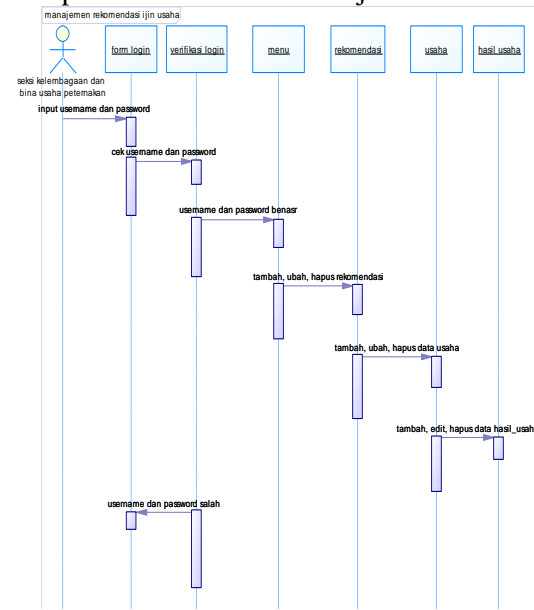 manajemen rekomendasi ijin usaha
form login
verifikasi login
menu
rekomendasi
usaha
hasil usaha
seksi kelembagaan dan
bina usaha peternakan
input username dan password
cek username dan password
username dan password benasr
tambah, ubah, hapus rekomendasi
tambah, ubah, hapus data usaha
tambah, edit, hapus data hasil_usah
username dan password salah